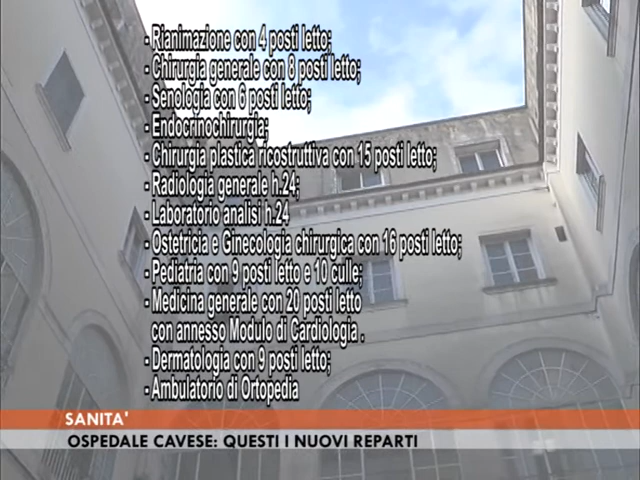 - Rianimazione con 4 posti letto;
- Chirurgia generale con 8 posti letto;
- Senologia con 6 posti letto;
- Endocrinochirurgia;
- Chirurgia plastica ricostruttiva con 15 posti letto;
- Radiologia generale h.24;
- Laboratorio analisi h.24
- Ostetricia e Ginecologia chirurgica con 16 posti letto;
- Pediatria con 9 posti letto e 10 culle;
- Medicina generale con 20 posti letto
con annesso Modulo di Cardiologia .
- Dermatologia con 9 posti letto;
- Ambulatorio di Ortopedia
SANITA'
OSPEDALE CAVESE: QUESTI I NUOVI REPARTI